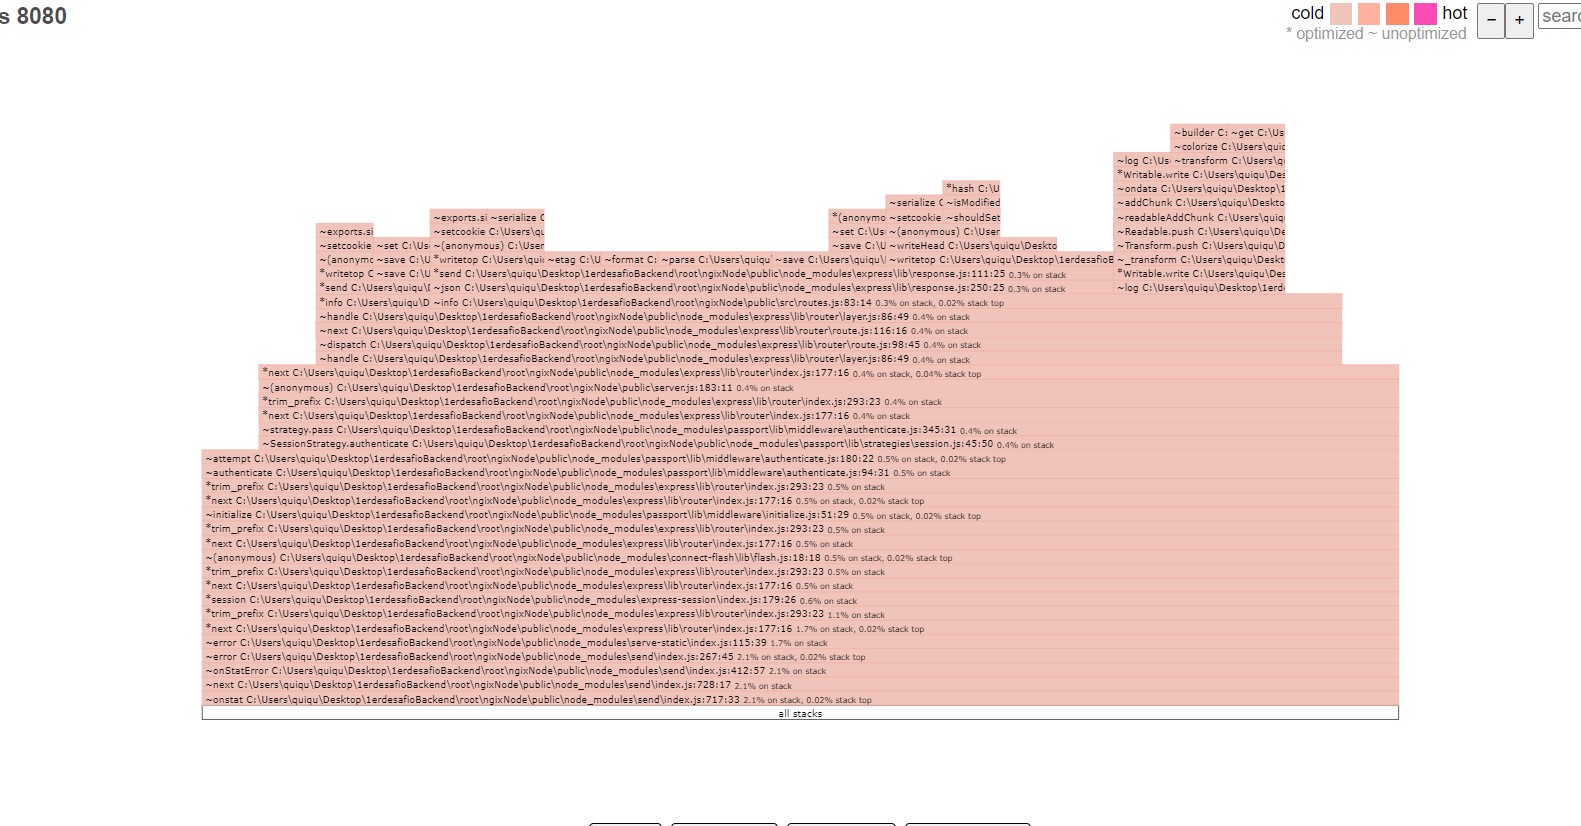 s 8080
cold hot − +
* optimized ~ unoptimized
~builder C: ~get C:\Us
~colorize C:\Users\quic
~log C:\Us ~transform C:\Users\q
*Writable.write C:\Users\quiqu\Des
*hash C:\U ~ondata C:\Users\quiqu\Desktop\1
~serialize C ~isModified ~addChunk C:\Users\quiqu\Deskto
~exports.si ~serialize C *(anonymo ~setcookie ~shouldSet ~readableAddChunk C:\Users\quiq
~exports.si ~setcookie C:\Users\qu ~set C:\Us ~(anonymous) C:\User ~Readable.push C:\Users\quiqu\De
~setcookie ~set C:\Us ~(anonymous) C:\User ~save C:\U ~writeHead C:\Users\quiqu\Deskto ~Transform.push C:\Users\quiqu\D
~(anonymo ~save C:\U *writetop C:\Users\qui ~etag C:\U ~format C:\Users\q ~parse C:\Users\quiqu\ ~save C:\Users\quiqu\ ~writetop C:\Users\quiqu\Desktop\1erdesafioB ~_transform C:\Users\quiqu\Deskto
*writetop C ~save C:\U *send C:\Users\quiqu\Desktop\1erdesafioBackend\root\ngixNode\public\node_modules\express\lib\response.js:111:25 0.3% on stack *Writable.write C:\Users\quiqu\Des
*send C:\Users\quiqu\ ~json C:\Users\quiqu\Desktop\1erdesafioBackend\root\ngixNode\public\node_modules\express\lib\response.js:250:25 0.3% on stack ~log C:\Users\quiqu\Desktop\1erd
*info C:\Users\quiqu\D ~info C:\Users\quiqu\Desktop\1erdesafioBackend\root\ngixNode\public\src\routes.js:83:14 0.3% on stack, 0.02% stack top
~handle C:\Users\quiqu\Desktop\1erdesafioBackend\root\ngixNode\public\node_modules\express\lib\router\layer.js:86:49 0.4% on stack
~next C:\Users\quiqu\Desktop\1erdesafioBackend\root\ngixNode\public\node_modules\express\lib\router\route.js:116:16 0.4% on stack
~dispatch C:\Users\quiqu\Desktop\1erdesafioBackend\root\ngixNode\public\node_modules\express\lib\router\route.js:98:45 0.4% on stack
~handle C:\Users\quiqu\Desktop\1erdesafioBackend\root\ngixNode\public\node_modules\express\lib\router\layer.js:86:49 0.4% on stack
*next C:\Users\quiqu\Desktop\1erdesafioBackend\root\ngixNode\public\node_modules\express\lib\router\index.js:177:16 0.4% on stack, 0.04% stack top
~(anonymous) C:\Users\quiqu\Desktop\1erdesafioBackend\root\ngixNode\public\server.js:183:11 0.4% on stack
*trim_prefix C:\Users\quiqu\Desktop\1erdesafioBackend\root\ngixNode\public\node_modules\express\lib\router\index.js:293:23 0.4% on stack
*next C:\Users\quiqu\Desktop\1erdesafioBackend\root\ngixNode\public\node_modules\express\lib\router\index.js:177:16 0.4% on stack
~strategy.pass C:\Users\quiqu\Desktop\1erdesafioBackend\root\ngixNode\public\node_modules\passport\lib\middleware\authenticate.js:345:31 0.4% on stack
~SessionStrategy.authenticate C:\Users\quiqu\Desktop\1erdesafioBackend\root\ngixNode\public\node_modules\passport\lib\strategies\session.js:45:50 0.4% on stack
~attempt C:\Users\quiqu\Desktop\1erdesafioBackend\root\ngixNode\public\node_modules\passport\lib\middleware\authenticate.js:180:22 0.5% on stack, 0.02% stack top
~authenticate C:\Users\quiqu\Desktop\1erdesafioBackend\root\ngixNode\public\node_modules\passport\lib\middleware\authenticate.js:94:31 0.5% on stack
*trim_prefix C:\Users\quiqu\Desktop\1erdesafioBackend\root\ngixNode\public\node_modules\express\lib\router\index.js:293:23 0.5% on stack
*next C:\Users\quiqu\Desktop\1erdesafioBackend\root\ngixNode\public\node_modules\express\lib\router\index.js:177:16 0.5% on stack, 0.02% stack top
~initialize C:\Users\quiqu\Desktop\1erdesafioBackend\root\ngixNode\public\node_modules\passport\lib\middleware\initialize.js:51:29 0.5% on stack, 0.02% stack top
*trim_prefix C:\Users\quiqu\Desktop\1erdesafioBackend\root\ngixNode\public\node_modules\express\lib\router\index.js:293:23 0.5% on stack
*next C:\Users\quiqu\Desktop\1erdesafioBackend\root\ngixNode\public\node_modules\express\lib\router\index.js:177:16 0.5% on stack
~(anonymous) C:\Users\quiqu\Desktop\1erdesafioBackend\root\ngixNode\public\node_modules\connect-flash\lib\flash.js:18:18 0.5% on stack, 0.02% stack top
*trim_prefix C:\Users\quiqu\Desktop\1erdesafioBackend\root\ngixNode\public\node_modules\express\lib\router\index.js:293:23 0.5% on stack
*next C:\Users\quiqu\Desktop\1erdesafioBackend\root\ngixNode\public\node_modules\express\lib\router\index.js:177:16 0.5% on stack
*session C:\Users\quiqu\Desktop\1erdesafioBackend\root\ngixNode\public\node_modules\express-session\index.js:179:26 0.6% on stack
*trim_prefix C:\Users\quiqu\Desktop\1erdesafioBackend\root\ngixNode\public\node_modules\express\lib\router\index.js:293:23 1.1% on stack
*next C:\Users\quiqu\Desktop\1erdesafioBackend\root\ngixNode\public\node_modules\express\lib\router\index.js:177:16 1.7% on stack, 0.02% stack top
~error C:\Users\quiqu\Desktop\1erdesafioBackend\root\ngixNode\public\node_modules\serve-static\index.js:115:39 1.7% on stack
~error C:\Users\quiqu\Desktop\1erdesafioBackend\root\ngixNode\public\node_modules\send\index.js:267:45 2.1% on stack, 0.02% stack top
~onStatError C:\Users\quiqu\Desktop\1erdesafioBackend\root\ngixNode\public\node_modules\send\index.js:412:57 2.1% on stack
~next C:\Users\quiqu\Desktop\1erdesafioBackend\root\ngixNode\public\node_modules\send\index.js:728:17 2.1% on stack
~onstat C:\Users\quiqu\Desktop\1erdesafioBackend\root\ngixNode\public\node_modules\send\index.js:717:33 2.1% on stack, 0.02% stack top
all stacks